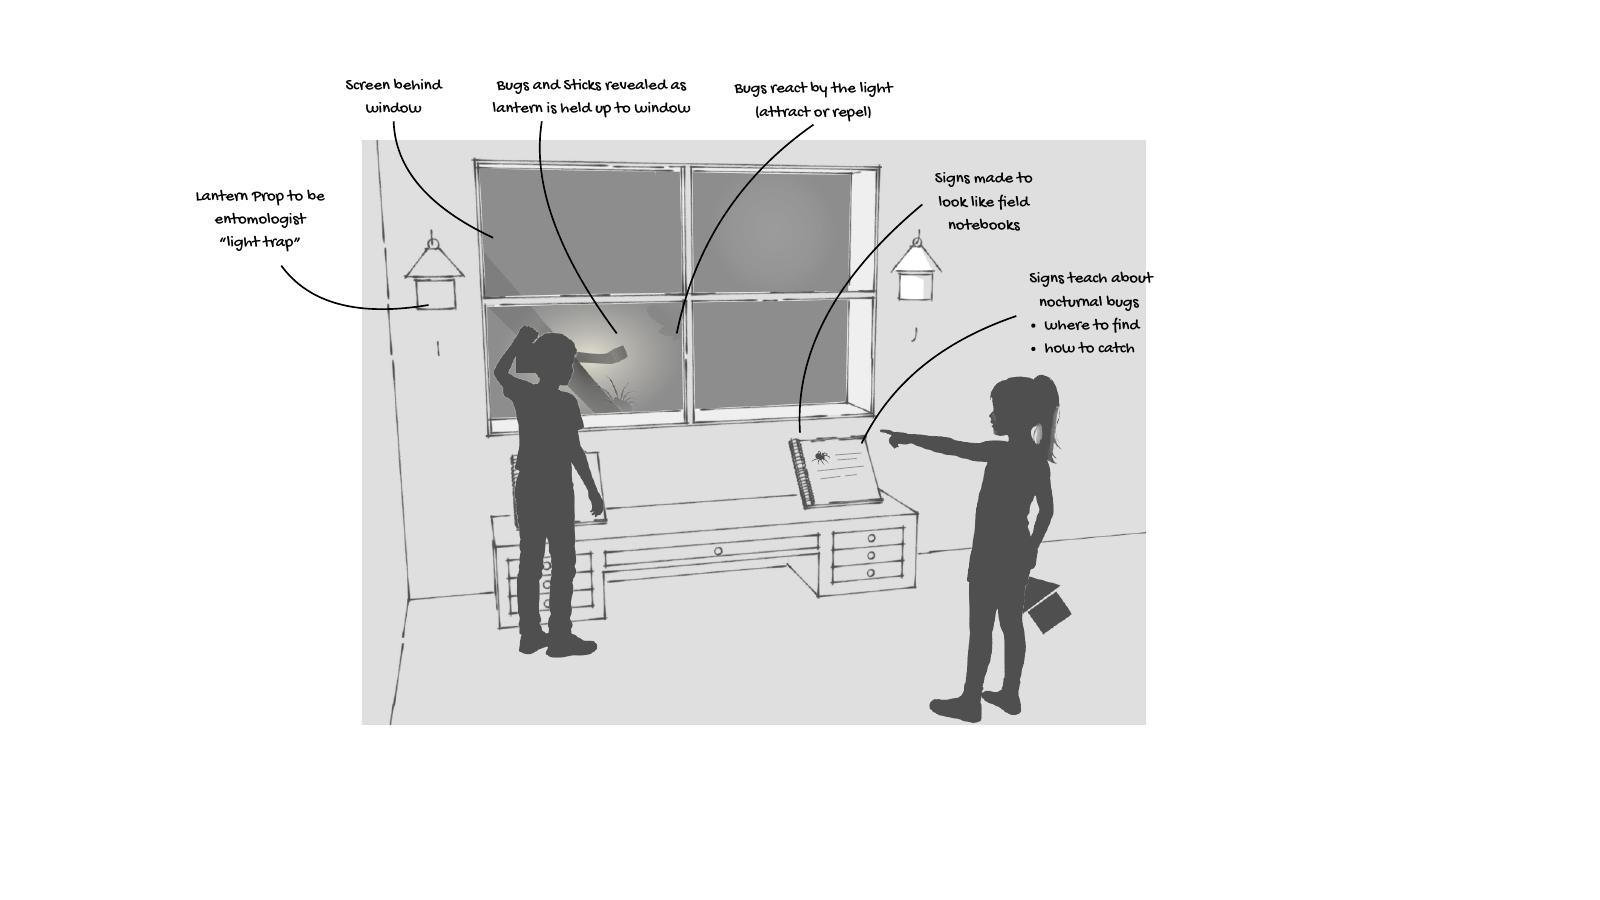 Screen behind
window
Bugs and Sticks revealed as
lantern is held up to window
Bugs react by the light
(attract or repel)
Lantern Prop to be
entomologist
“light trap”
Signs made to
look like field
notebooks
Signs teach about
nocturnal bugs
• where to find
• how to catch